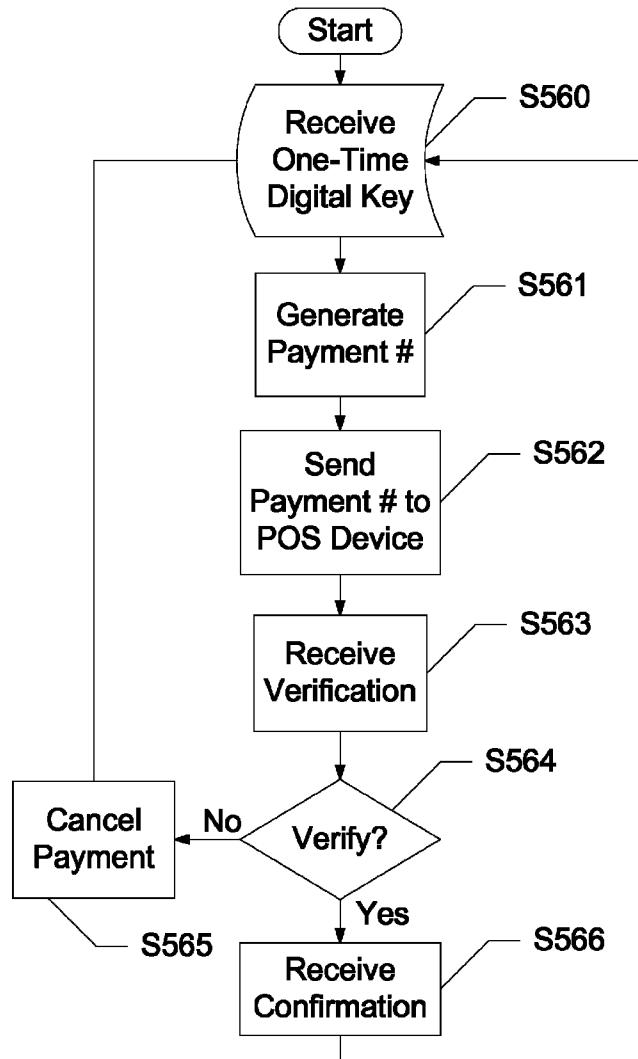 Start
Receive
One-Time
Digital Key
S560
Generate
Payment #
S561
Send
Payment # to
POS Device
S562
Receive
Verification
S563
Verify?
S564
No
Cancel
Payment
S565
Yes
Receive
Confirmation
S566